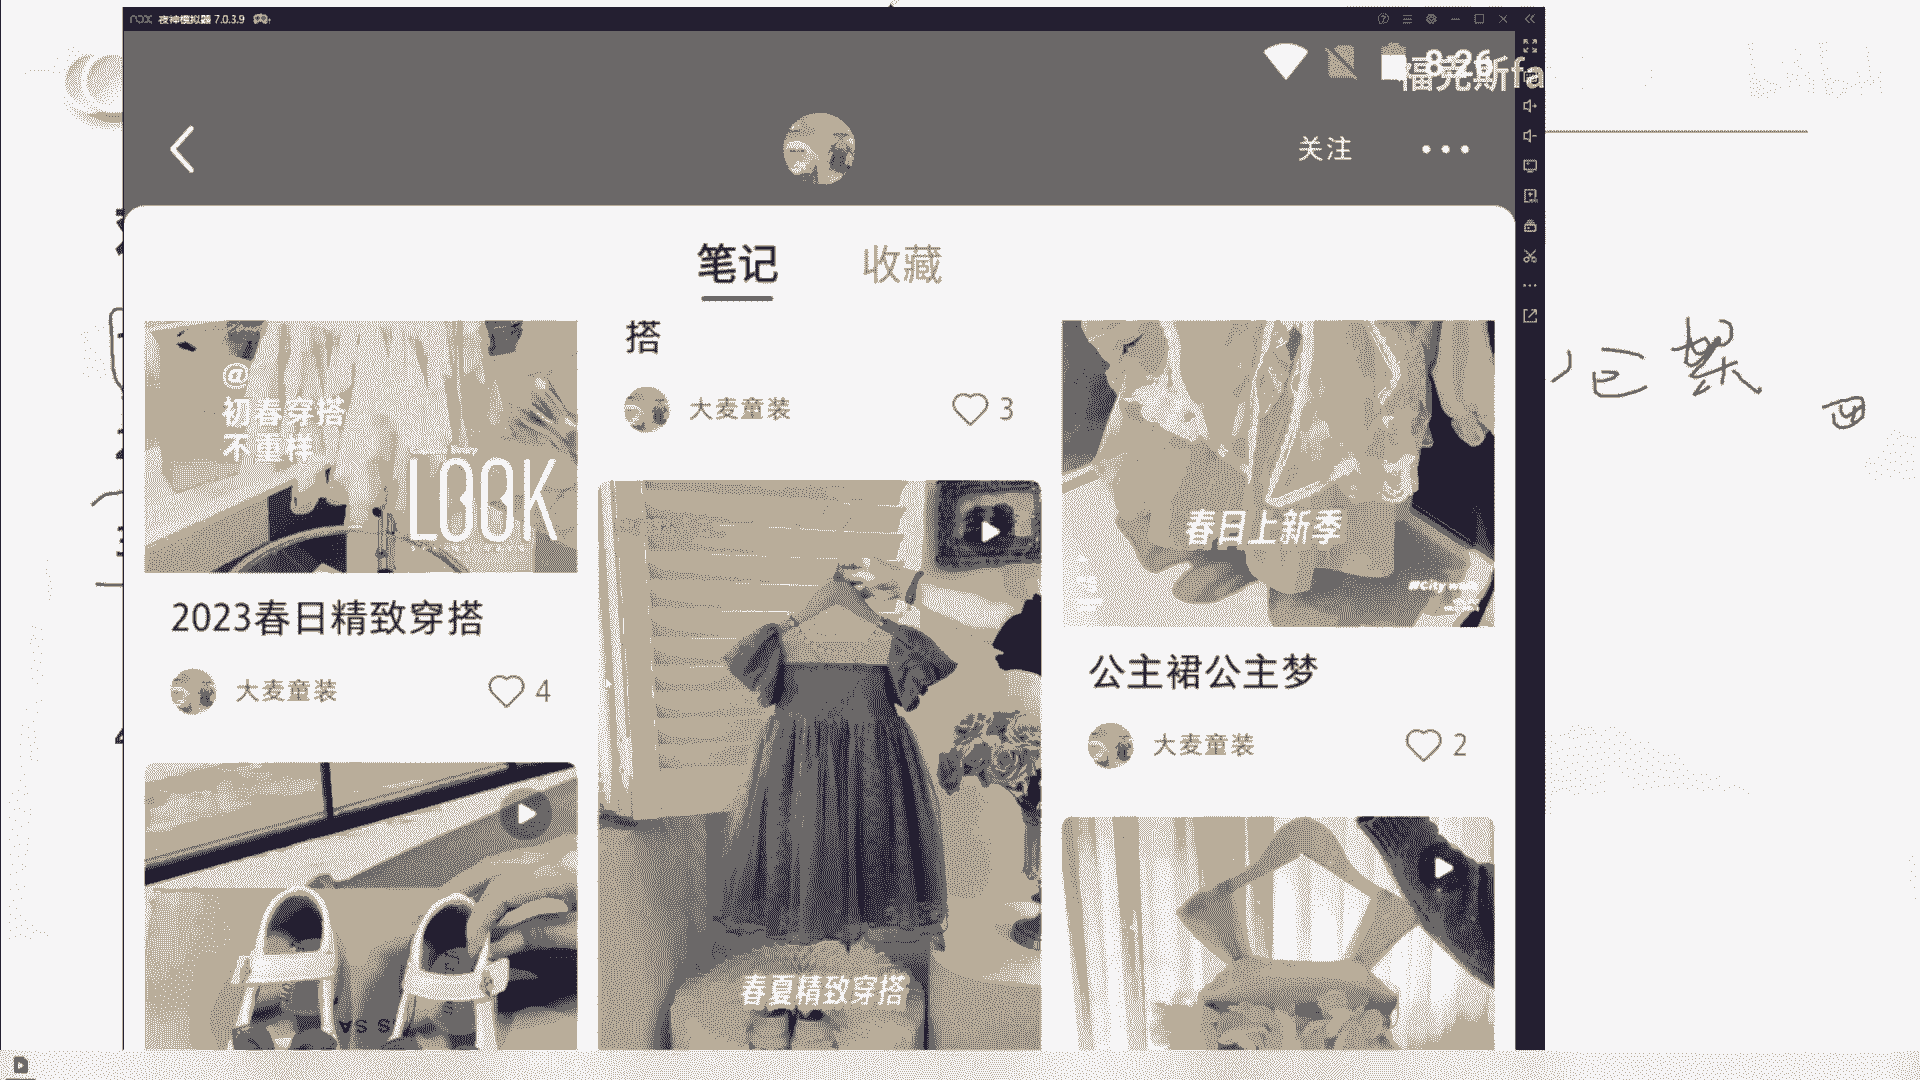 nox 夜神模拟器 7.0.3.9
8:26
福克斯fa
关注
笔记 收藏
@
初春穿搭
不重样
LOOK
2023春日精致穿搭
大麦童装 4
搭
大麦童装 3
春夏精致穿搭
春日上新季
#City walk
公主裙公主梦
大麦童装 2